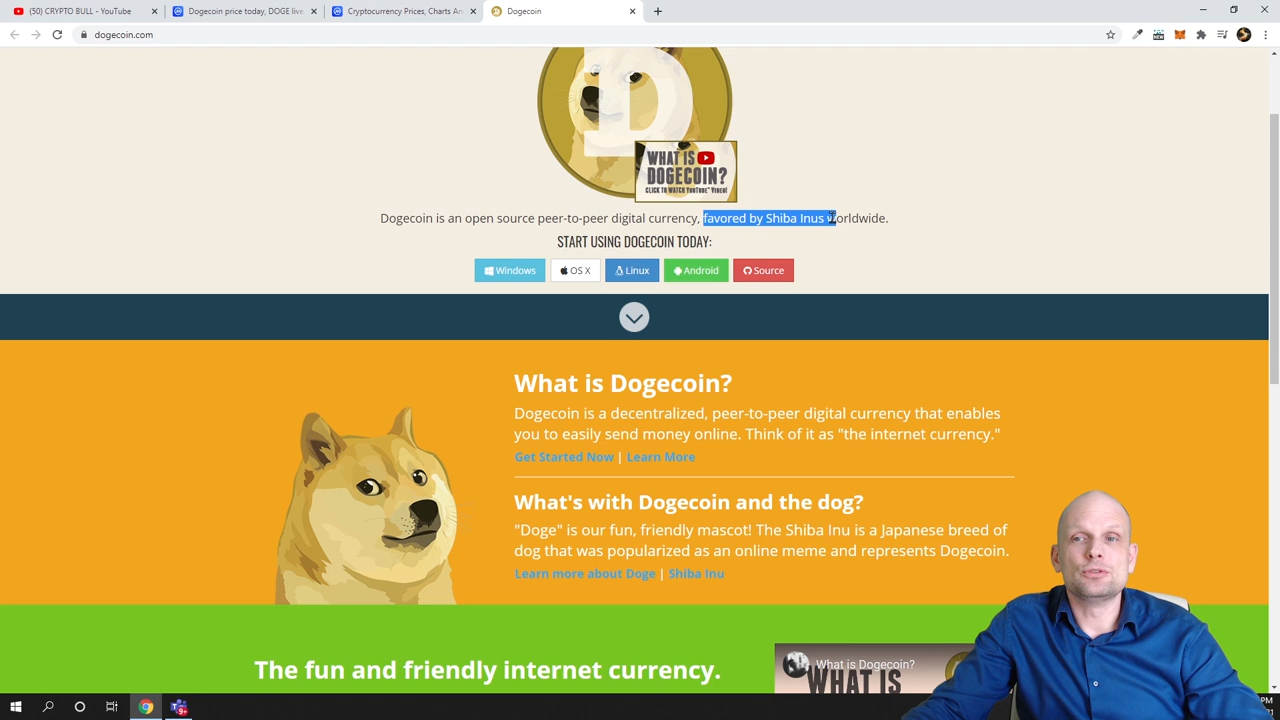 (50) CRYPTO BULL - YouTube
Dogecoin price today, DOGE live
Cryptocurrency Prices, Charts An
Dogecoin
dogecoin.com
D
WHAT IS
DOGECOIN?
CLICK TO WATCH YOUTUBE VIDEO!
Dogecoin is an open source peer-to-peer digital currency, favored by Shiba Inus worldwide.
START USING DOGECOIN TODAY:
Windows
OS X
Linux
Android
Source
What is Dogecoin?
Dogecoin is a decentralized, peer-to-peer digital currency that enables
you to easily send money online. Think of it as "the internet currency."
Get Started Now | Learn More
What's with Dogecoin and the dog?
"Doge" is our fun, friendly mascot! The Shiba Inu is a Japanese breed of
dog that was popularized as an online meme and represents Dogecoin.
Learn more about Doge | Shiba Inu
The fun and friendly internet currency.
What is Dogecoin?
WHAT IS
9+
PM